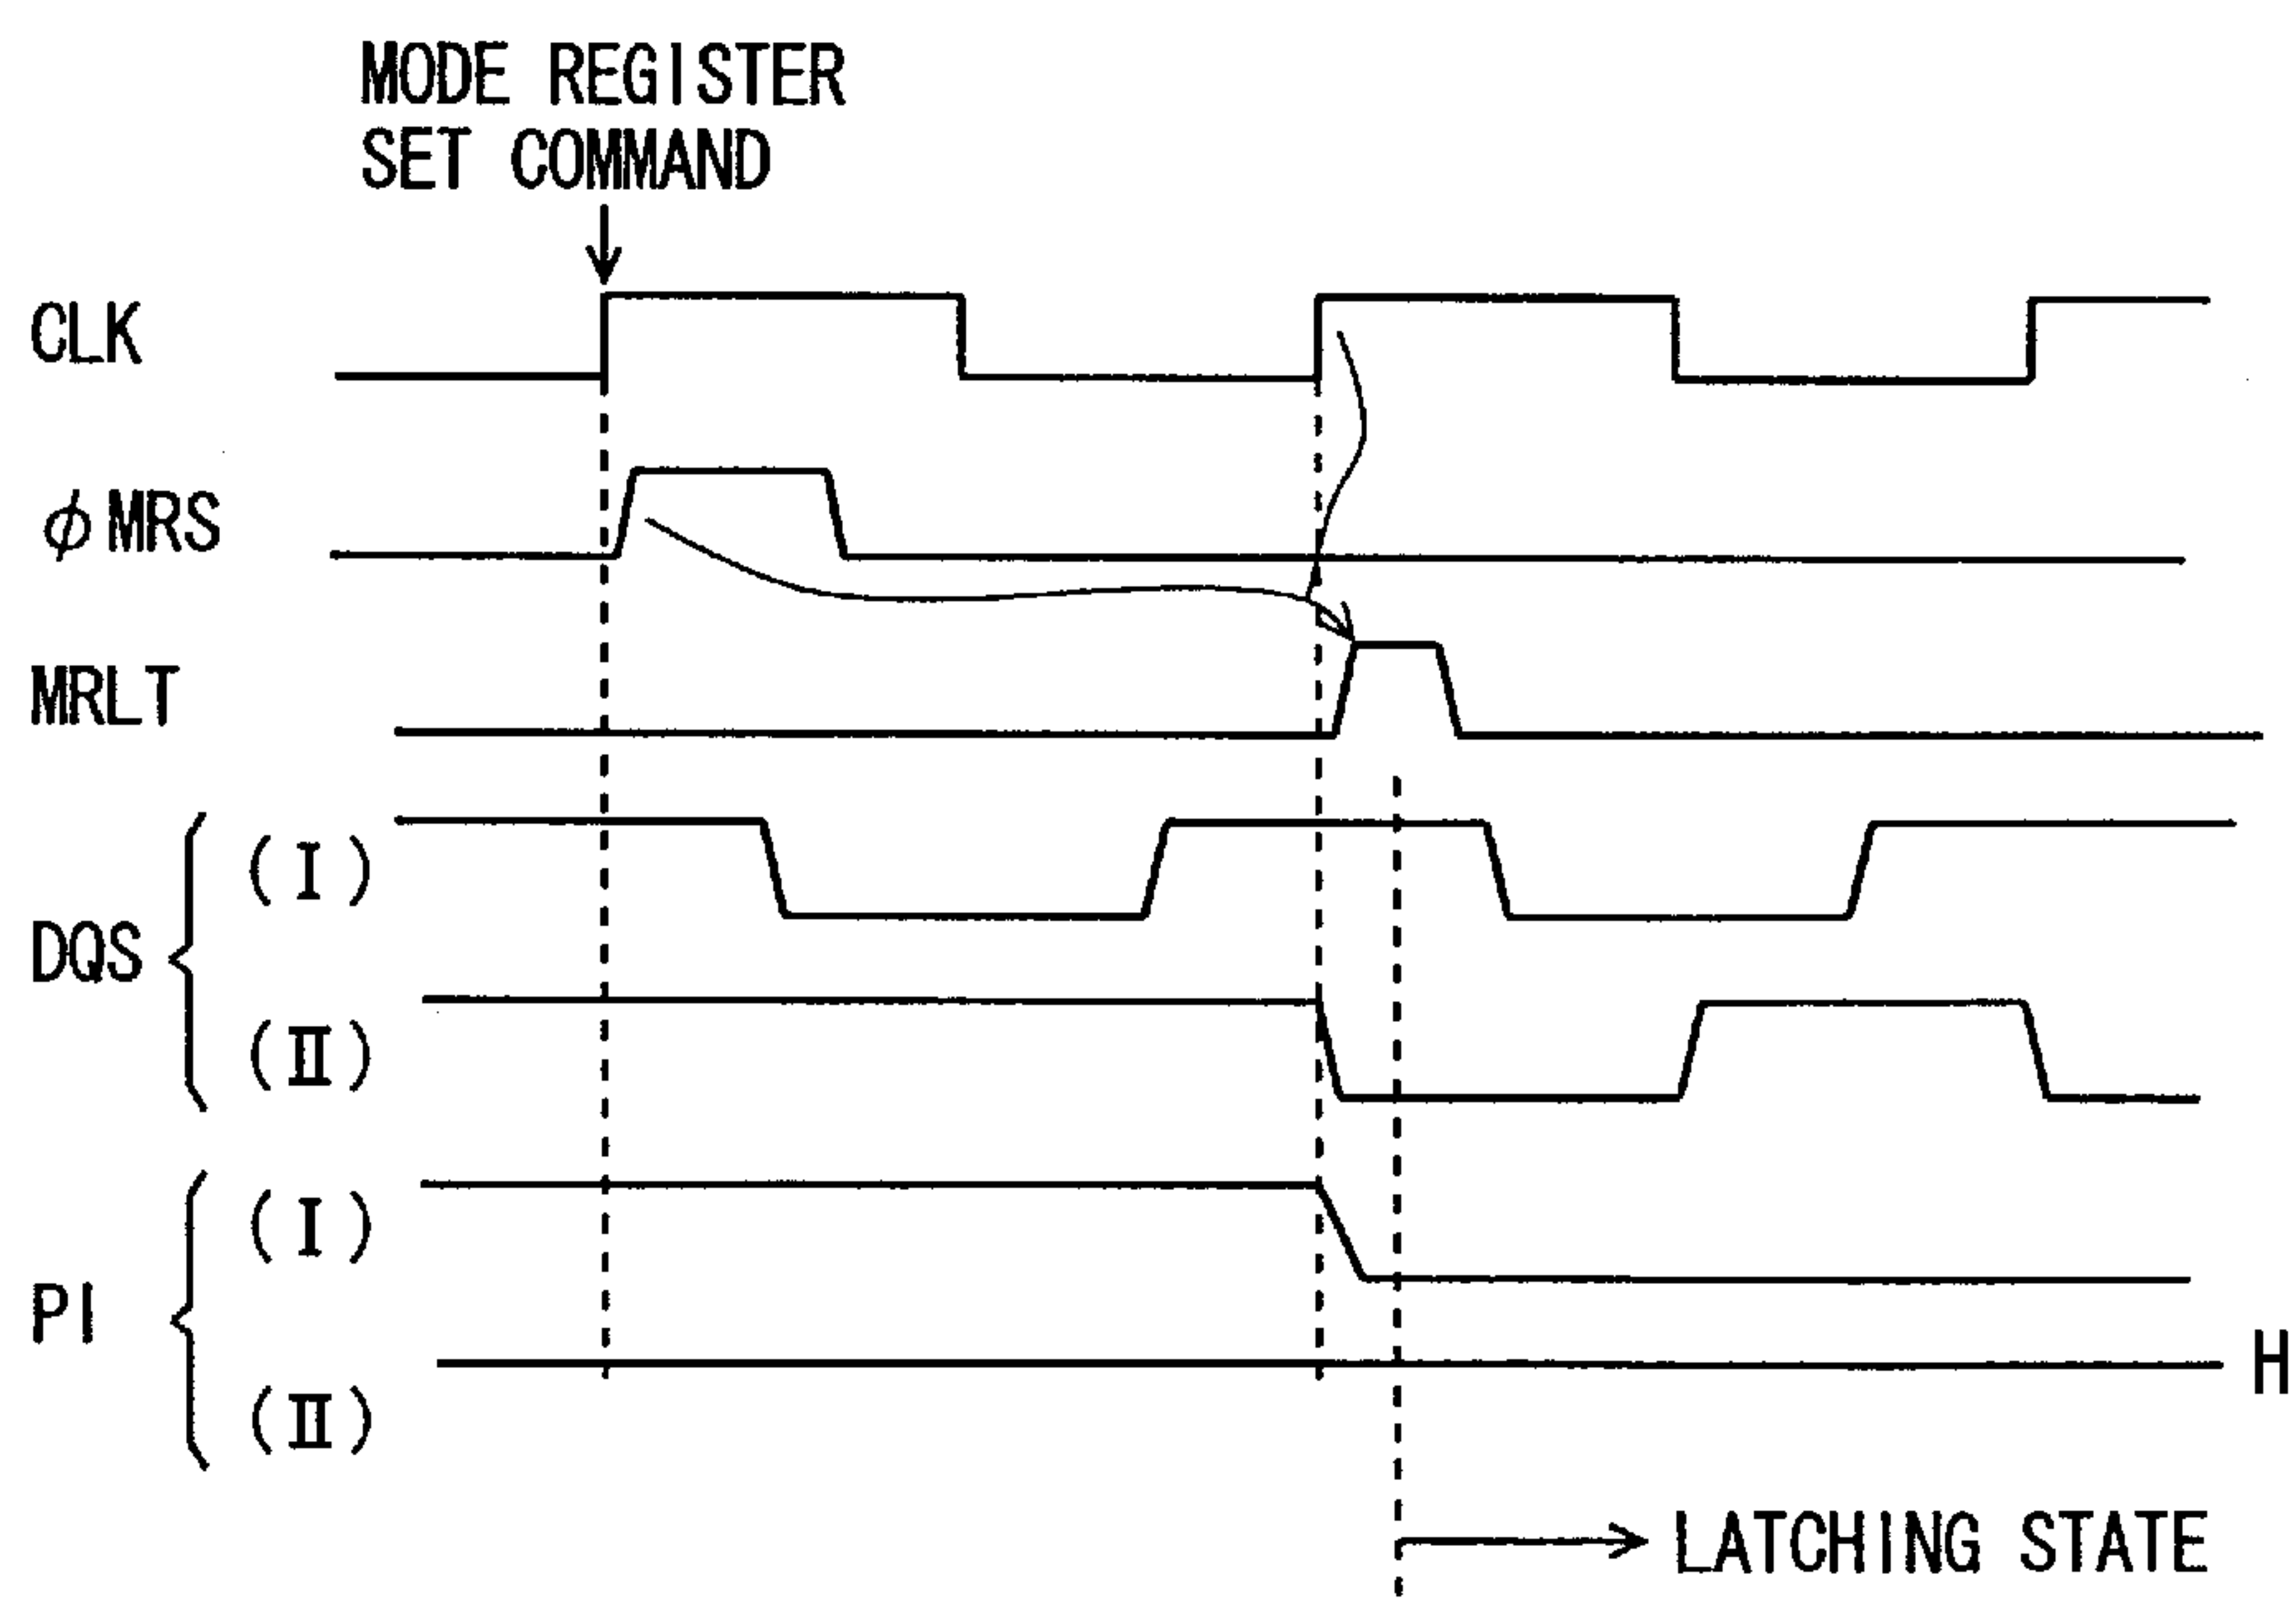 MODE REGISTER
SET COMMAND
CLK
φMRS
MRLT
DQS
(I)
(II)
PI
(I)
(II)
H
LATCHING STATE